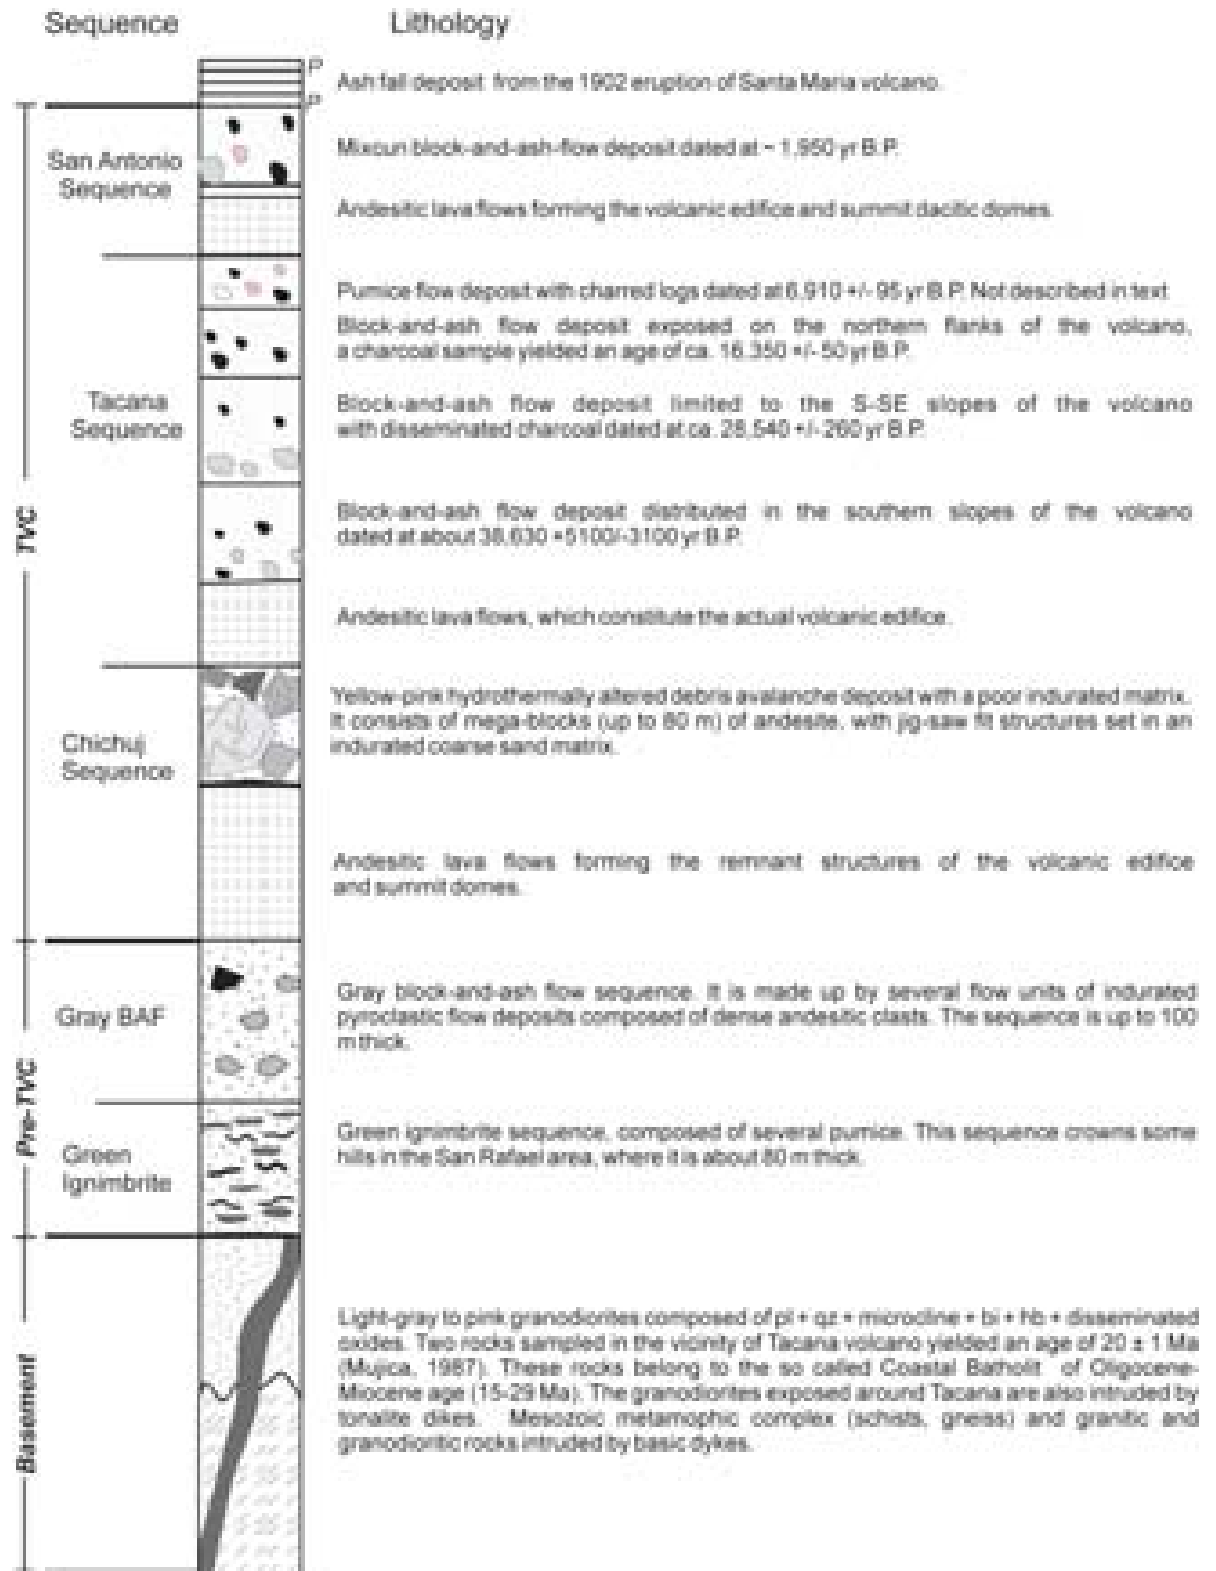 Sequence
Lithology
P
Ash fall deposit from the 1902 eruption of Santa Maria volcano.
P
San Antonio
Sequence
Mixcun block-and-ash-flow deposit dated at ~ 1,950 yr B.P.
Andesitic lava flows forming the volcanic edifice and summit dacitic domes.
Tacana
Sequence
Pumice flow deposit with charred logs dated at 6,910 +/- 95 yr B.P. Not described in text
Block-and-ash flow deposit exposed on the northern flanks of the volcano,
a charcoal sample yielded an age of ca. 16,350 +/- 50 yr B.P.
Block-and-ash flow deposit limited to the S-SE slopes of the volcano
with disseminated charcoal dated at ca. 28,540 +/- 260 yr B.P.
Block-and-ash flow deposit distributed in the southern slopes of the volcano
dated at about 38,630 +5100/-3100 yr B.P.
Andesitic lava flows, which constitute the actual volcanic edifice.
TVC
Chichuj
Sequence
Yellow-pink hydrothermally altered debris avalanche deposit with a poor indurated matrix.
It consists of mega-blocks (up to 80 m) of andesite, with jig-saw fit structures set in an
indurated coarse sand matrix.
Andesitic lava flows forming the remnant structures of the volcanic edifice
and summit domes.
Gray BAF
Gray block-and-ash flow sequence. It is made up by several flow units of indurated
pyroclastic flow deposits composed of dense andesitic clasts. The sequence is up to 100
m thick.
Pre-TVC
Green
Ignimbrite
Green ignimbrite sequence, composed of several pumice. This sequence crowns some
hills in the San Rafael area, where it is about 80 m thick.
Basement
Light-gray to pink granodiorites composed of pl + qz + microcline + bi + hb + disseminated
oxides. Two rocks sampled in the vicinity of Tacana volcano yielded an age of 20 ± 1 Ma
(Mujica, 1987). These rocks belong to the so called Coastal Batholit of Oligocene-
Miocene age (15-29 Ma). The granodiorites exposed around Tacana are also intruded by
tonalite dikes. Mesozoic metamophic complex (schists, gneiss) and granitic and
granodioritic rocks intruded by basic dykes.